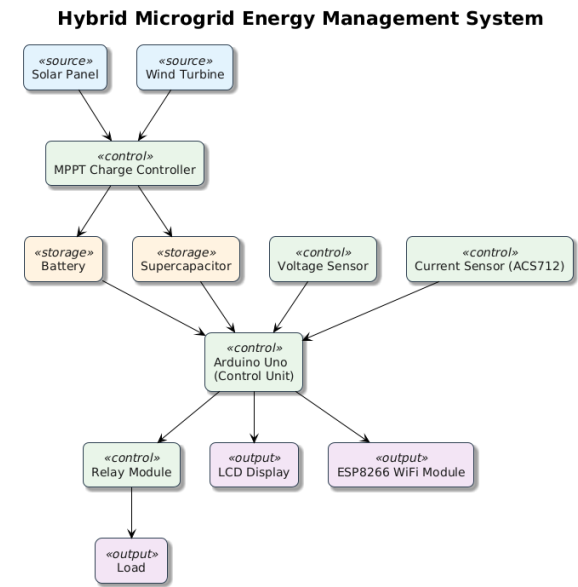 Hybrid Microgrid Energy Management System
«source»
Solar Panel
«source»
Wind Turbine
«control»
MPPT Charge Controller
«storage»
Battery
«storage»
Supercapacitor
«control»
Voltage Sensor
«control»
Current Sensor (ACS712)
«control»
Arduino Uno
(Control Unit)
«control»
Relay Module
«output»
LCD Display
«output»
ESP8266 WiFi Module
«output»
Load